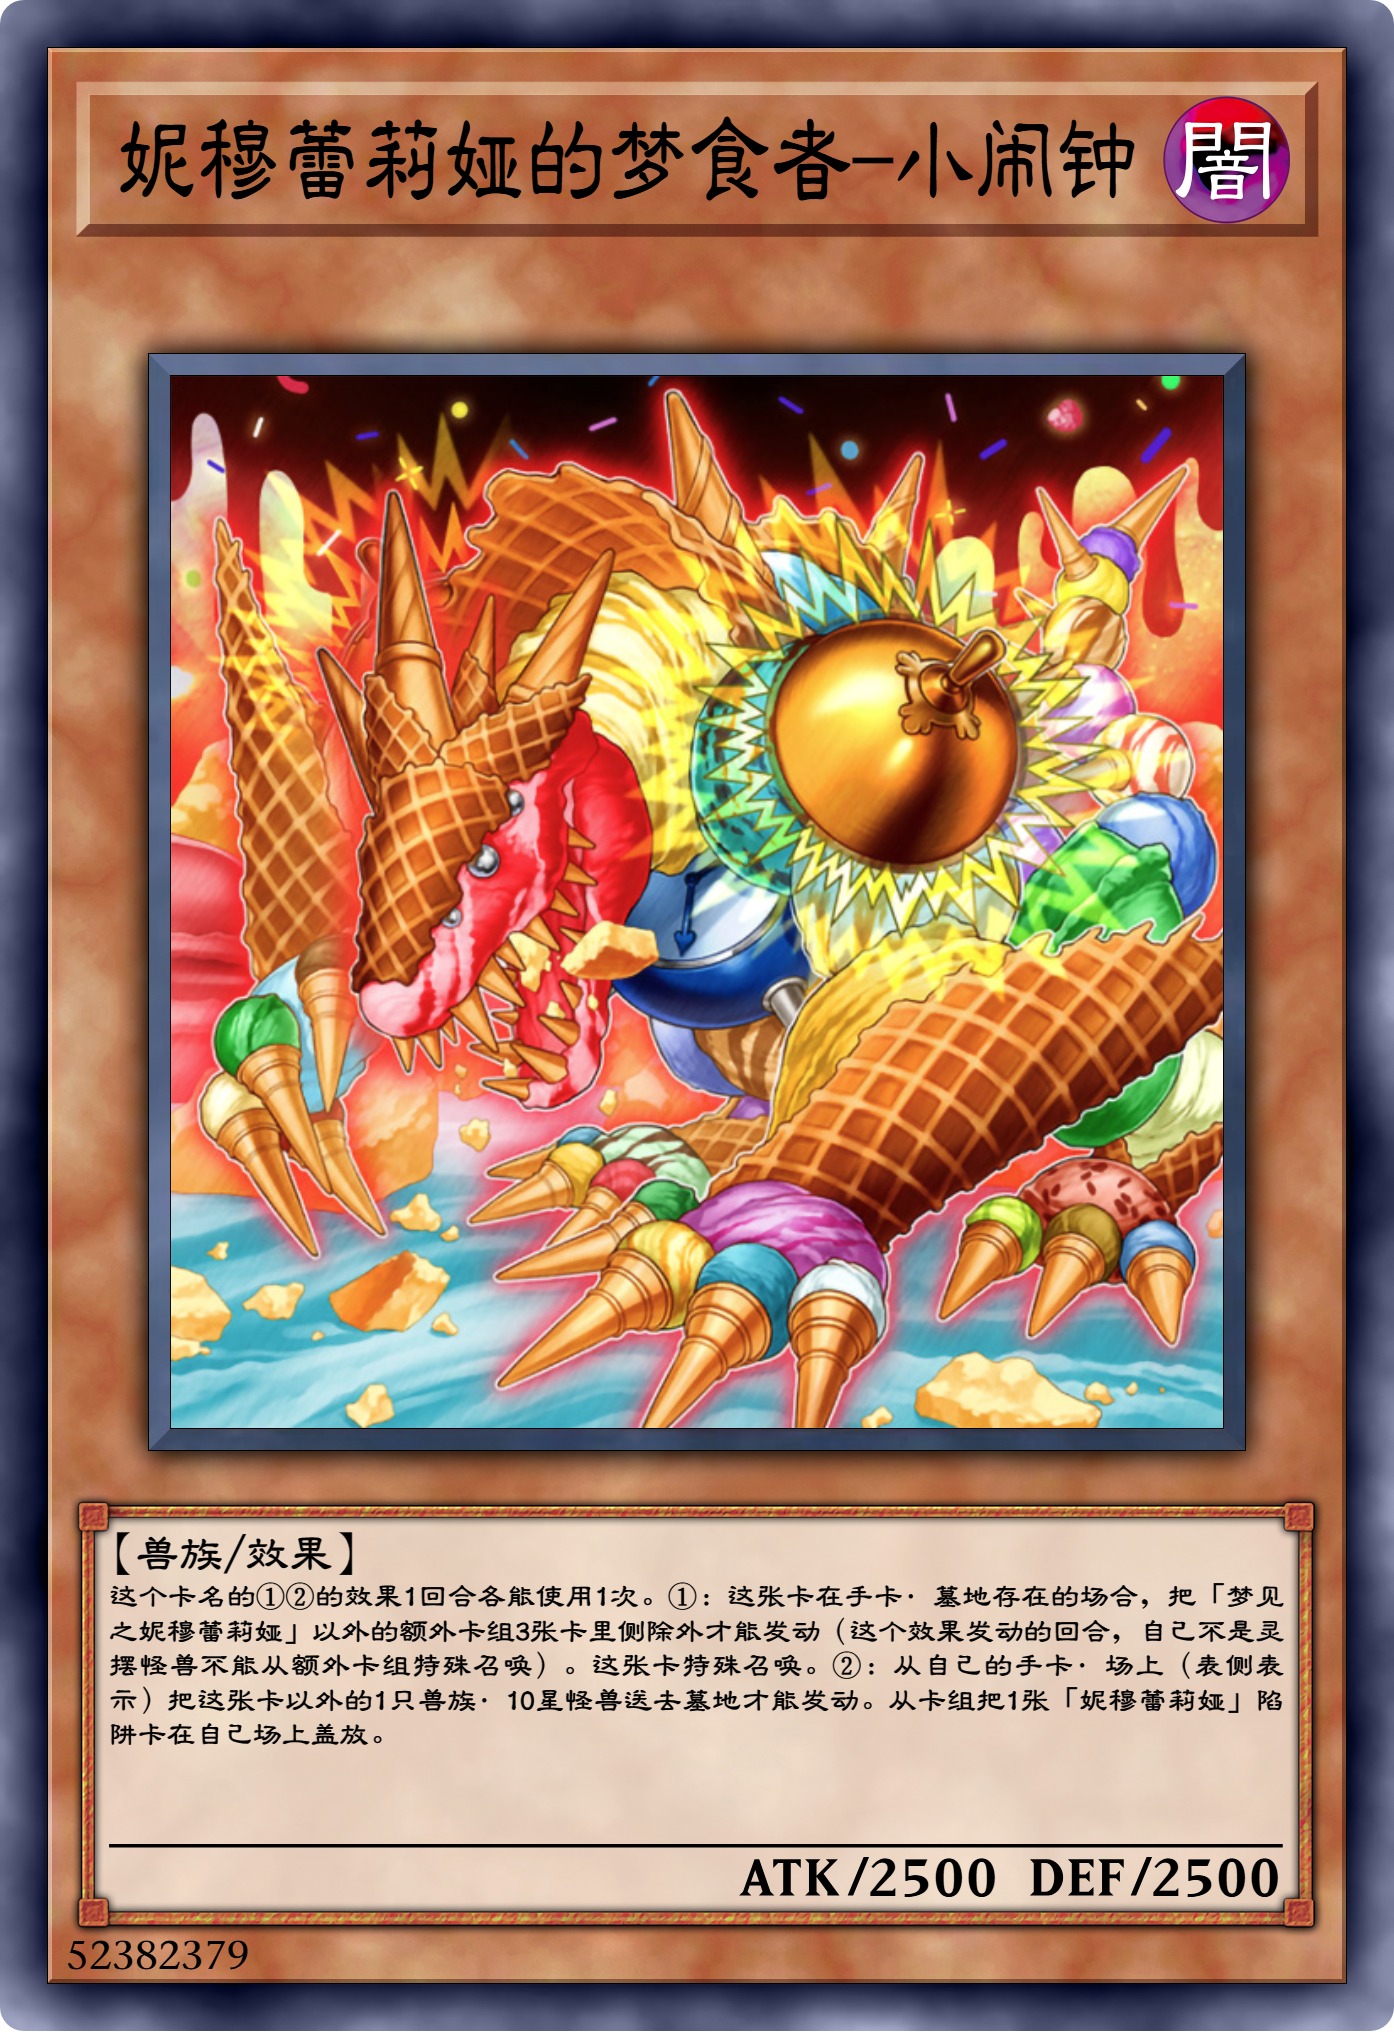 妮穆蕾莉娅的梦食者-小闹钟
闇
【兽族/效果】
这个卡名的①②的效果1回合各能使用1次。①：这张卡在手卡·墓地存在的场合，把「梦见
之妮穆蕾莉娅」以外的额外卡组3张卡里侧除外才能发动（这个效果发动的回合，自己不是灵
摆怪兽不能从额外卡组特殊召唤）。这张卡特殊召唤。②：从自己的手卡·场上（表侧表
示）把这张卡以外的1只兽族·10星怪兽送去墓地才能发动。从卡组把1张「妮穆蕾莉娅」陷
阱卡在自己场上盖放。
ATK/2500 DEF/2500
52382379